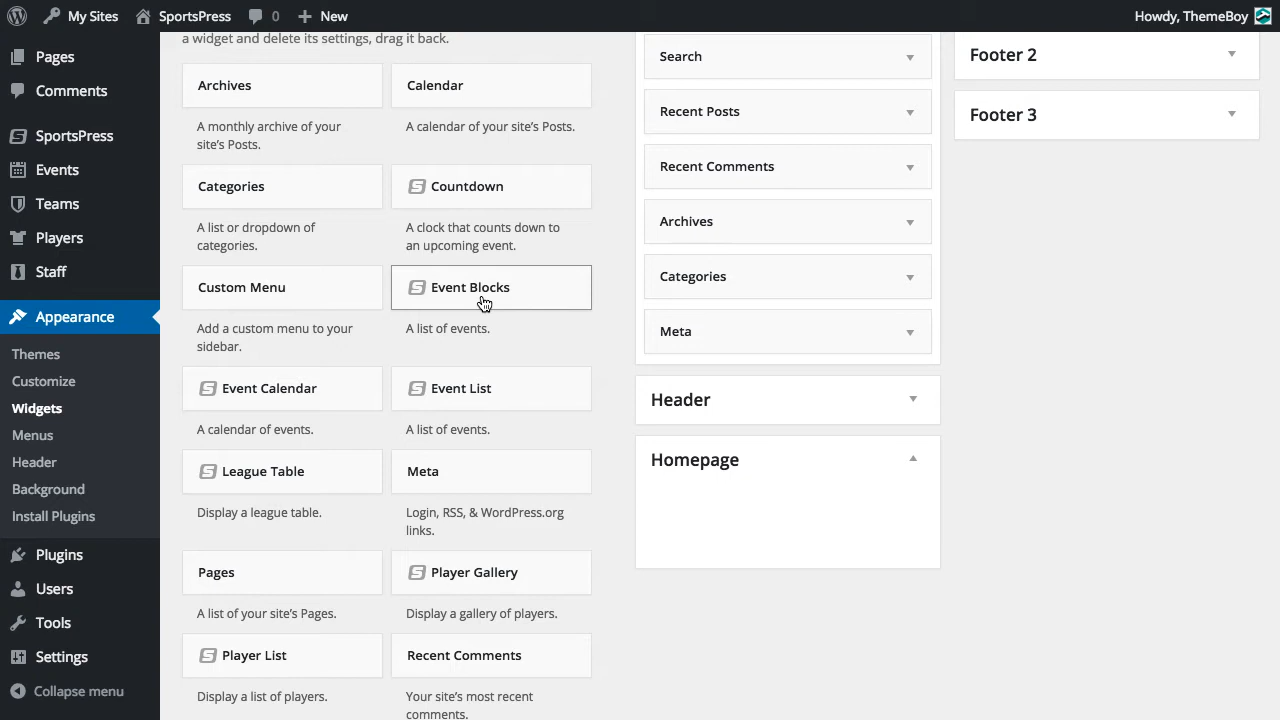 My Sites
SportsPress
0
New
Howdy, ThemeBoy
Pages
Comments
SportsPress
Events
Teams
Players
Staff
Appearance
Themes
Customize
Widgets
Menus
Header
Background
Install Plugins
Plugins
Users
Tools
Settings
Collapse menu
a widget and delete its settings, drag it back.
Archives
A monthly archive of your
site's Posts.
Calendar
A calendar of your site's Posts.
Categories
A list or dropdown of
categories.
Countdown
A clock that counts down to
an upcoming event.
Custom Menu
Add a custom menu to your
sidebar.
Event Blocks
A list of events.
Event Calendar
A calendar of events.
Event List
A list of events.
League Table
Display a league table.
Meta
Login, RSS, & WordPress.org
links.
Pages
A list of your site's Pages.
Player Gallery
Display a gallery of players.
Player List
Display a list of players.
Recent Comments
Your site's most recent
comments.
Search
Recent Posts
Recent Comments
Archives
Categories
Meta
Header
Homepage
Footer 2
Footer 3